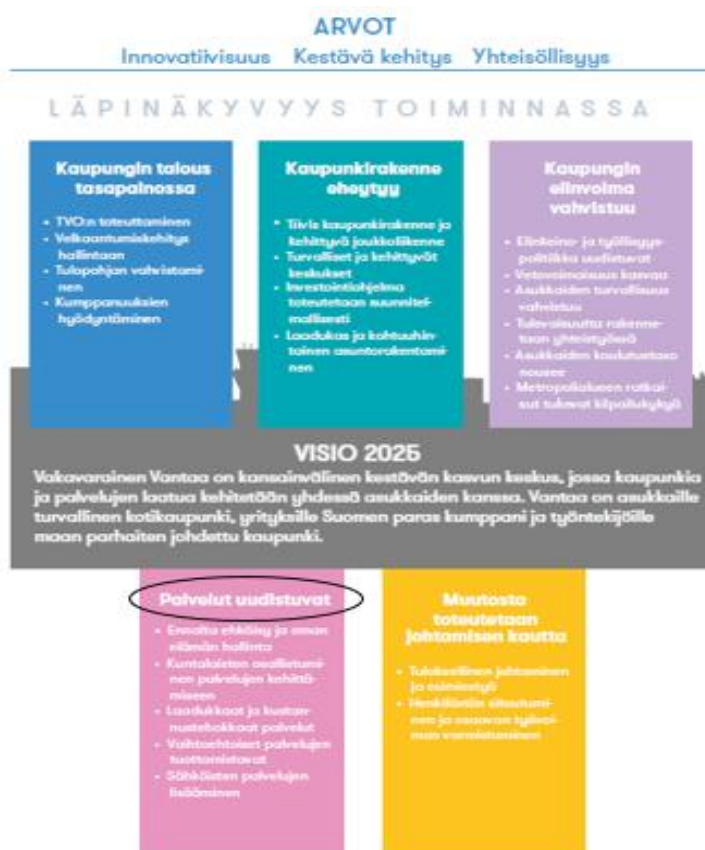 ARVOT
Innovatiivisuus Kestävä kehitys Yhteisöllisyys
LÄPINÄKYVYYS TOIMINNASSA
Kaupungin talous
tasapainossa
• TVO:n toteuttaminen
• Velkaantumiskehitys
hallintaan
• Tulopohjan vahvistami-
nen
• Kumppanuuksien
hyödyntäminen
Kaupunkirakenne
eheytyy
• Tiivis kaupunkirakenne ja
kehittyvä joukkoliikenne
• Turvalliset ja kehittyvät
keskukset
• Investointiohjelma
toteutetaan suunnitel-
mallisesti
• Laadukas ja kohtuuhin-
tainen asuntorakentami-
nen
Kaupungin
elinvoima
vahvistuu
• Elinkeino- ja työllisyys-
politiikka uudistuvat
• Vetovoimaisuus kasvaa
• Asukkaiden turvallisuus
vahvistuu
• Tulevaisuutta rakenne-
taan yhteistyössä
• Asukkaiden koulutustaso
nousee
• Metropolialueen ratkai-
sut tukevat kilpailukykyä
VISIO 2025
Vakavarainen Vantaa on kansainvälinen kestävän kasvun keskus, jossa kaupunkia
ja palvelujen laatua kehitetään yhdessä asukkaiden kanssa. Vantaa on asukkaille
turvallinen kotikaupunki, yrityksille Suomen paras kumppani ja työntekijöille
maan parhaiten johdettu kaupunki.
Palvelut uudistuvat
• Ennalta ehkäisy ja oman
elämän hallinta
• Kuntalaisten osallistumi-
nen palvelujen kehittä-
miseen
• Laadukkaat ja kustan-
nustehokkaat palvelut
• Vaihtoehtoiset palvelujen
tuottamistavat
• Sähköisten palvelujen
lisääminen
Muutosta
toteutetaan
johtamisen kautta
• Tuloksellinen johtaminen
ja esimiestyö
• Henkilöstön sitoutumi-
nen ja osaavan työvoi-
man varmistaminen